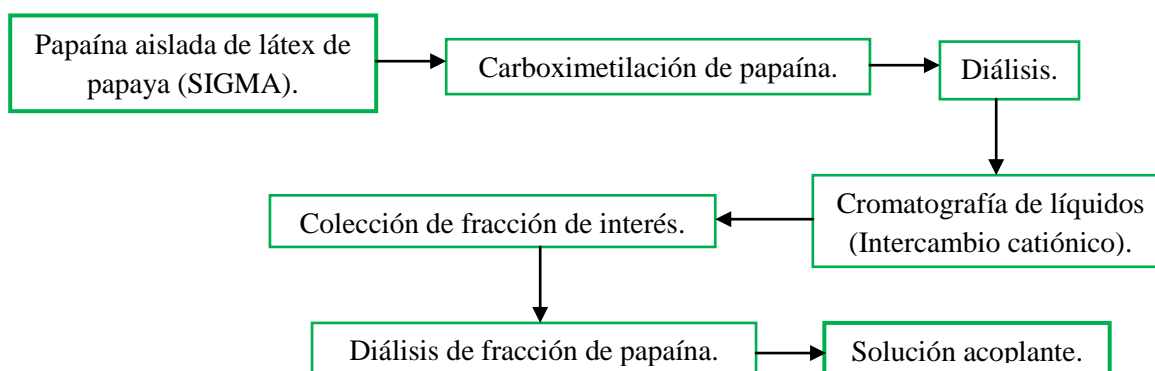 Papaína aislada de látex de
papaya (SIGMA).
Carboximetilación de papaína.
Diálisis.
Cromatografía de líquidos
(Intercambio catiónico).
Colección de fracción de interés.
Diálisis de fracción de papaína.
Solución acoplante.